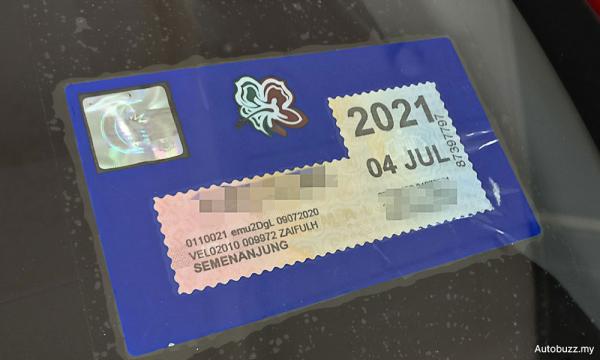 2021
04 JUL
87397797
0110021 emu2DgL 09072020
VEL02010 009972 ZAIFULH
SEMENANJUNG
Autobuzz.my